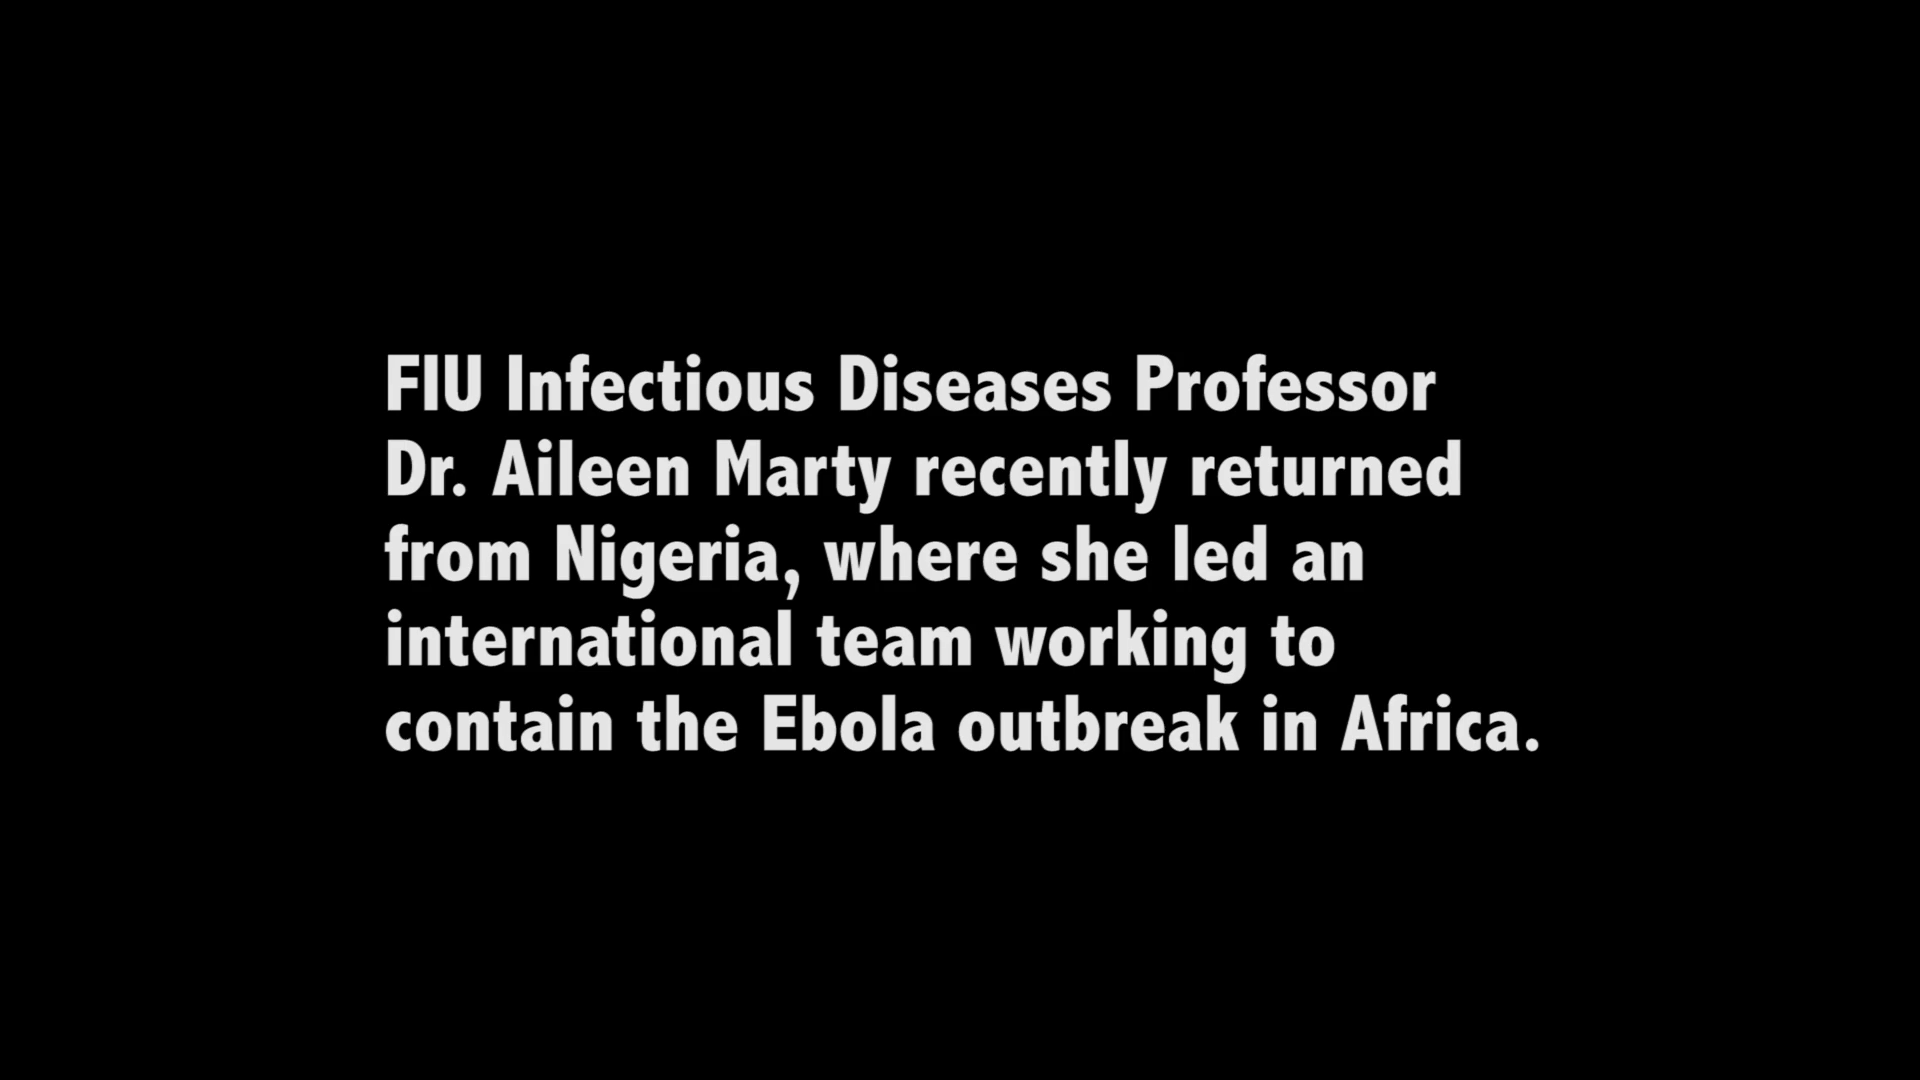 FIU Infectious Diseases Professor
Dr. Aileen Marty recently returned
from Nigeria, where she led an
international team working to
contain the Ebola outbreak in Africa.